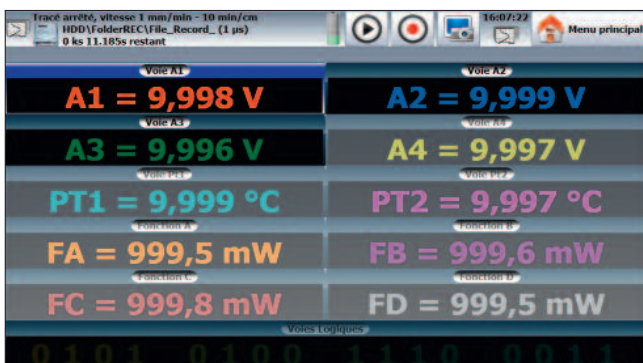 Tracé arrêté, vitesse 1 mm/min - 10 min/cm
HDD\FolderREC\File_Record_ (1 µs)
0 ks 11.185s restant
16:07:22
Menu principal
Voie A1
A1 = 9,998 V
Voie A2
A2 = 9,999 V
Voie A3
A3 = 9,996 V
Voie A4
A4 = 9,997 V
Voie Pt1
PT1 = 9,999 °C
Voie Pt2
PT2 = 9,997 °C
Fonction A
FA = 999,5 mW
Fonction B
FB = 999,6 mW
Fonction C
FC = 999,8 mW
Fonction D
FD = 999,5 mW
Voies Logiques
0101 0100 1110 0011